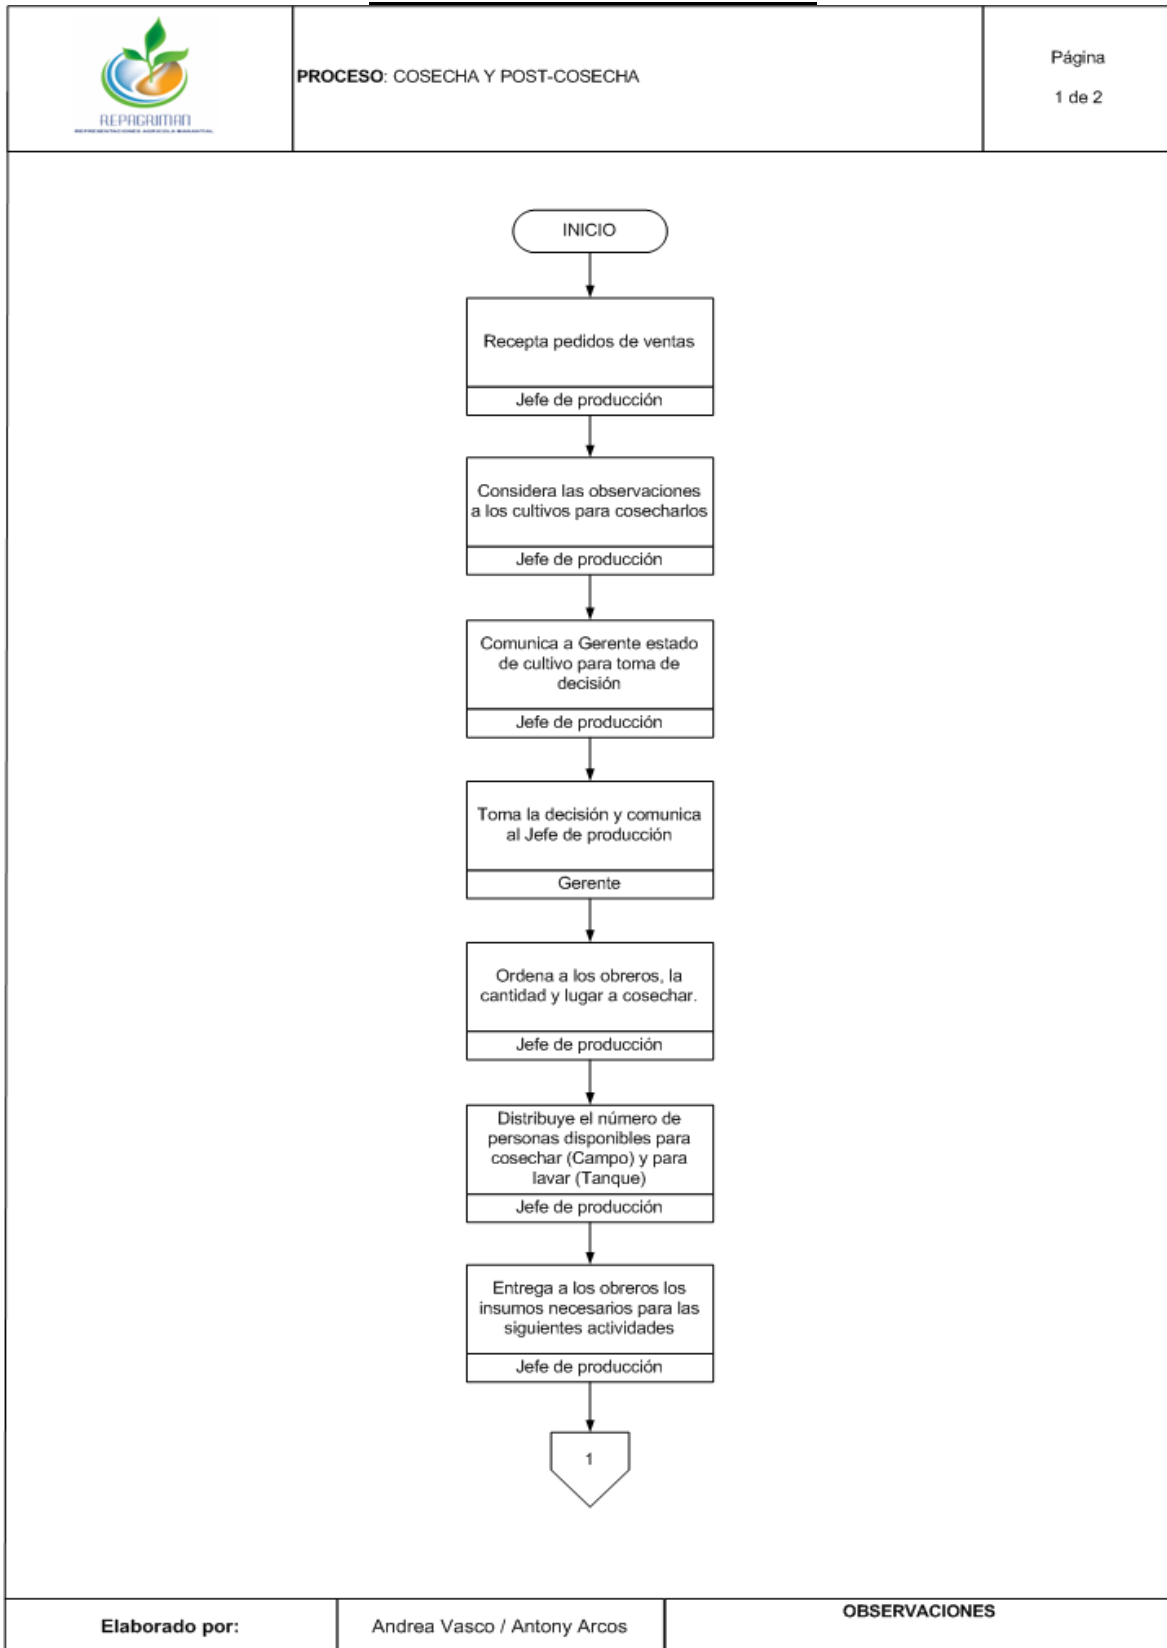 REPAGRIMAN
REPRESENTACIONES AGRICOLA MANANTIAL
PROCESO: COSECHA Y POST-COSECHA
Página
1 de 2
INICIO
Recepta pedidos de ventas
Jefe de producción
Considera las observaciones
a los cultivos para cosecharlos
Jefe de producción
Comunica a Gerente estado
de cultivo para toma de
decisión
Jefe de producción
Toma la decisión y comunica
al Jefe de producción
Gerente
Ordena a los obreros, la
cantidad y lugar a cosechar.
Jefe de producción
Distribuye el número de
personas disponibles para
cosechar (Campo) y para
lavar (Tanque)
Jefe de producción
Entrega a los obreros los
insumos necesarios para las
siguientes actividades
Jefe de producción
1
Elaborado por:
Andrea Vasco / Antony Arcos
OBSERVACIONES